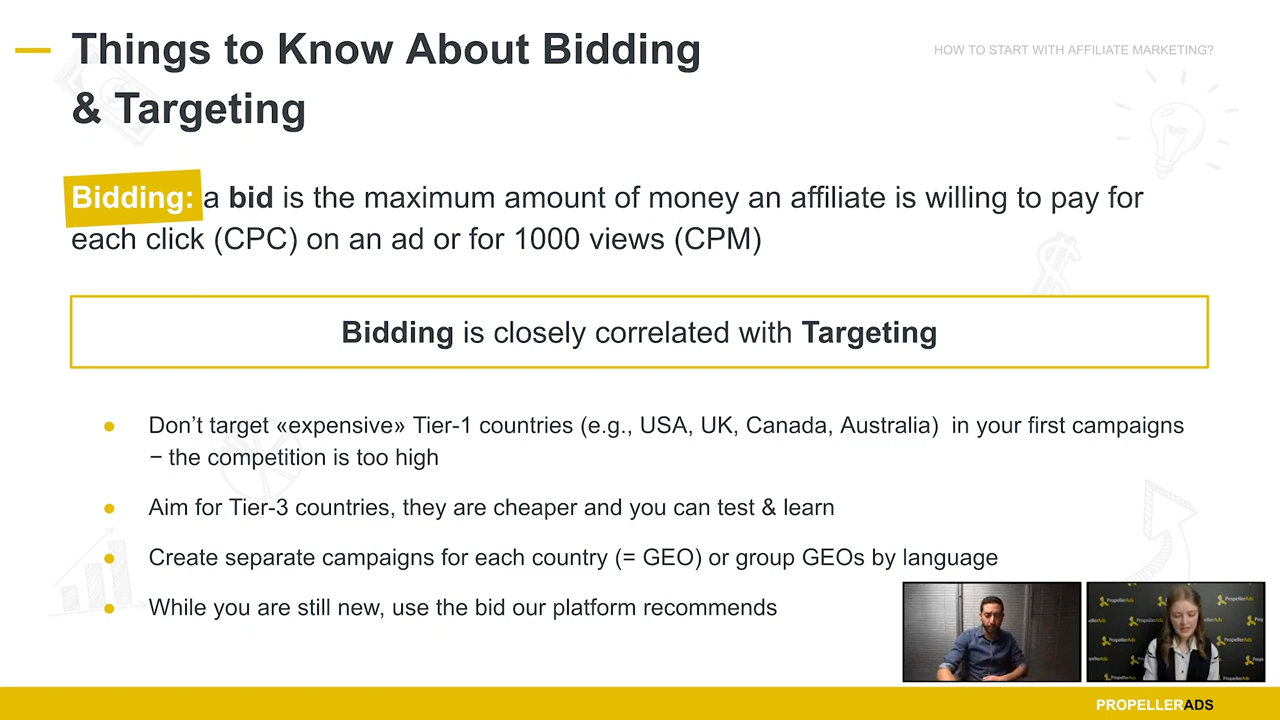 Things to Know About Bidding
& Targeting
HOW TO START WITH AFFILIATE MARKETING?
Bidding: a bid is the maximum amount of money an affiliate is willing to pay for
each click (CPC) on an ad or for 1000 views (CPM)
Bidding is closely correlated with Targeting
● Don’t target «expensive» Tier-1 countries (e.g., USA, UK, Canada, Australia) in your first campaigns
− the competition is too high
● Aim for Tier-3 countries, they are cheaper and you can test & learn
● Create separate campaigns for each country (= GEO) or group GEOs by language
● While you are still new, use the bid our platform recommends
PROPELLERADS